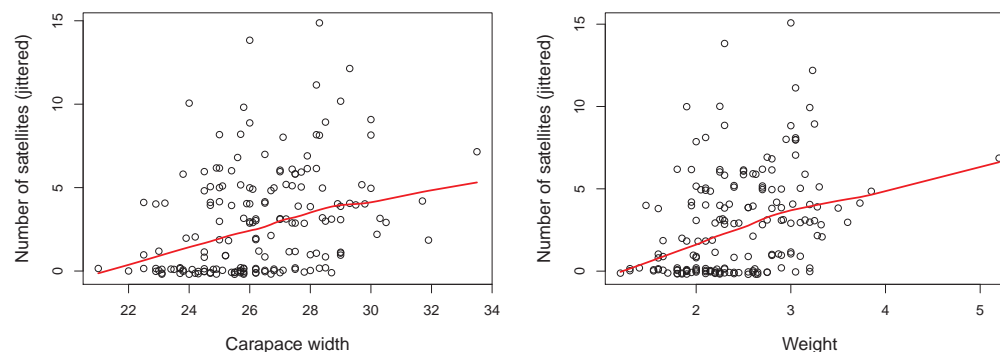 Number of satellites (jittered)
15
10
5
0
22 24 26 28 30 32 34
Carapace width
Number of satellites (jittered)
15
10
5
0
2 3 4 5
Weight